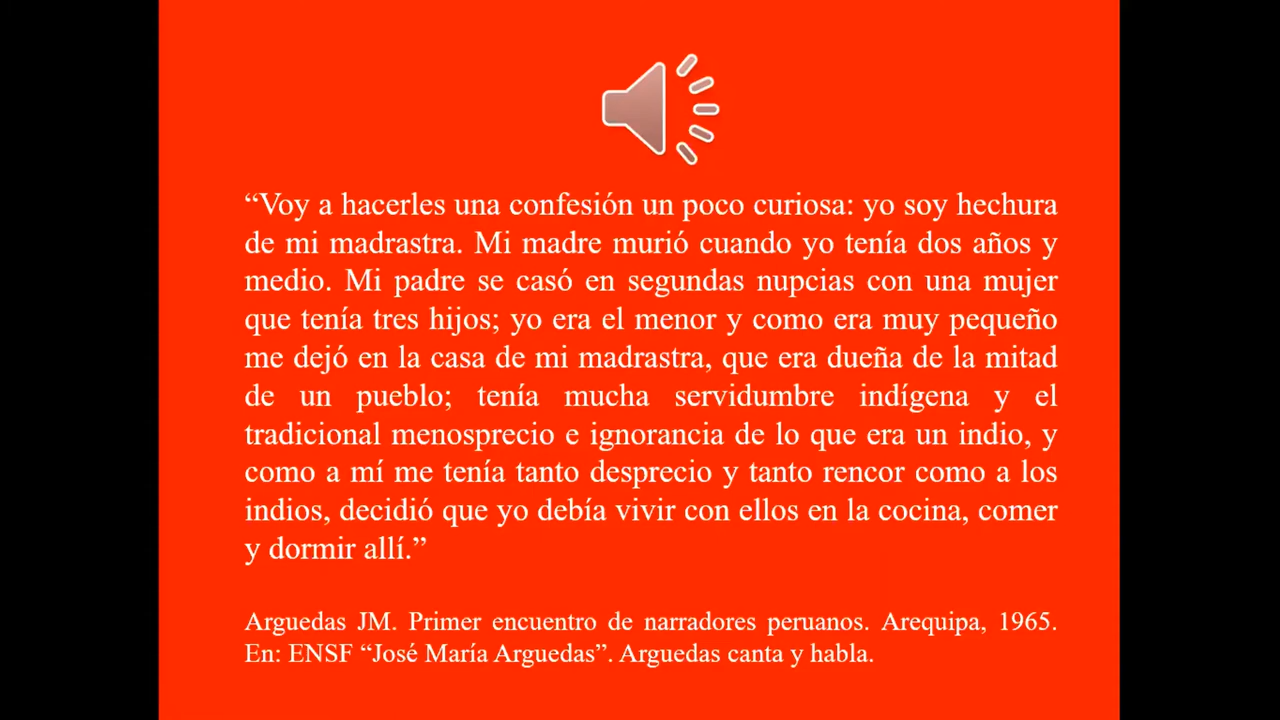 “Voy a hacerles una confesión un poco curiosa: yo soy hechura
de mi madrastra. Mi madre murió cuando yo tenía dos años y
medio. Mi padre se casó en segundas nupcias con una mujer
que tenía tres hijos; yo era el menor y como era muy pequeño
me dejó en la casa de mi madrastra, que era dueña de la mitad
de un pueblo; tenía mucha servidumbre indígena y el
tradicional menosprecio e ignorancia de lo que era un indio, y
como a mí me tenía tanto desprecio y tanto rencor como a los
indios, decidió que yo debía vivir con ellos en la cocina, comer
y dormir allí.”
Arguedas JM. Primer encuentro de narradores peruanos. Arequipa, 1965.
En: ENSF “José María Arguedas”. Arguedas canta y habla.